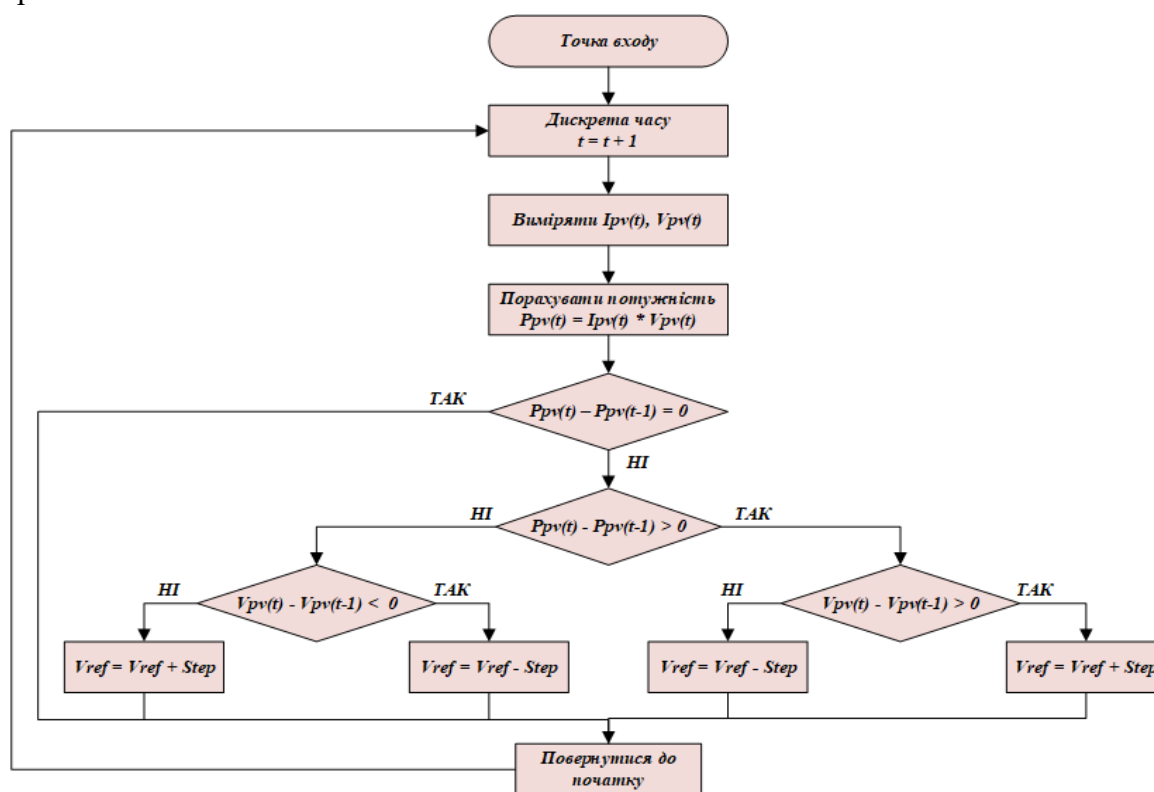 Точка входу
Дискрета часу
t = t + 1
Виміряти Ipv(t), Vpv(t)
Порахувати потужність
Ppv(t) = Ipv(t) * Vpv(t)
ТАК
Ppv(t) – Ppv(t-1) = 0
НІ
НІ
Ppv(t) - Ppv(t-1) > 0
ТАК
НІ
Vpv(t) - Vpv(t-1) < 0
ТАК
НІ
Vpv(t) - Vpv(t-1) > 0
ТАК
Vref = Vref + Step
Vref = Vref - Step
Vref = Vref - Step
Vref = Vref + Step
Повернутися до
початку